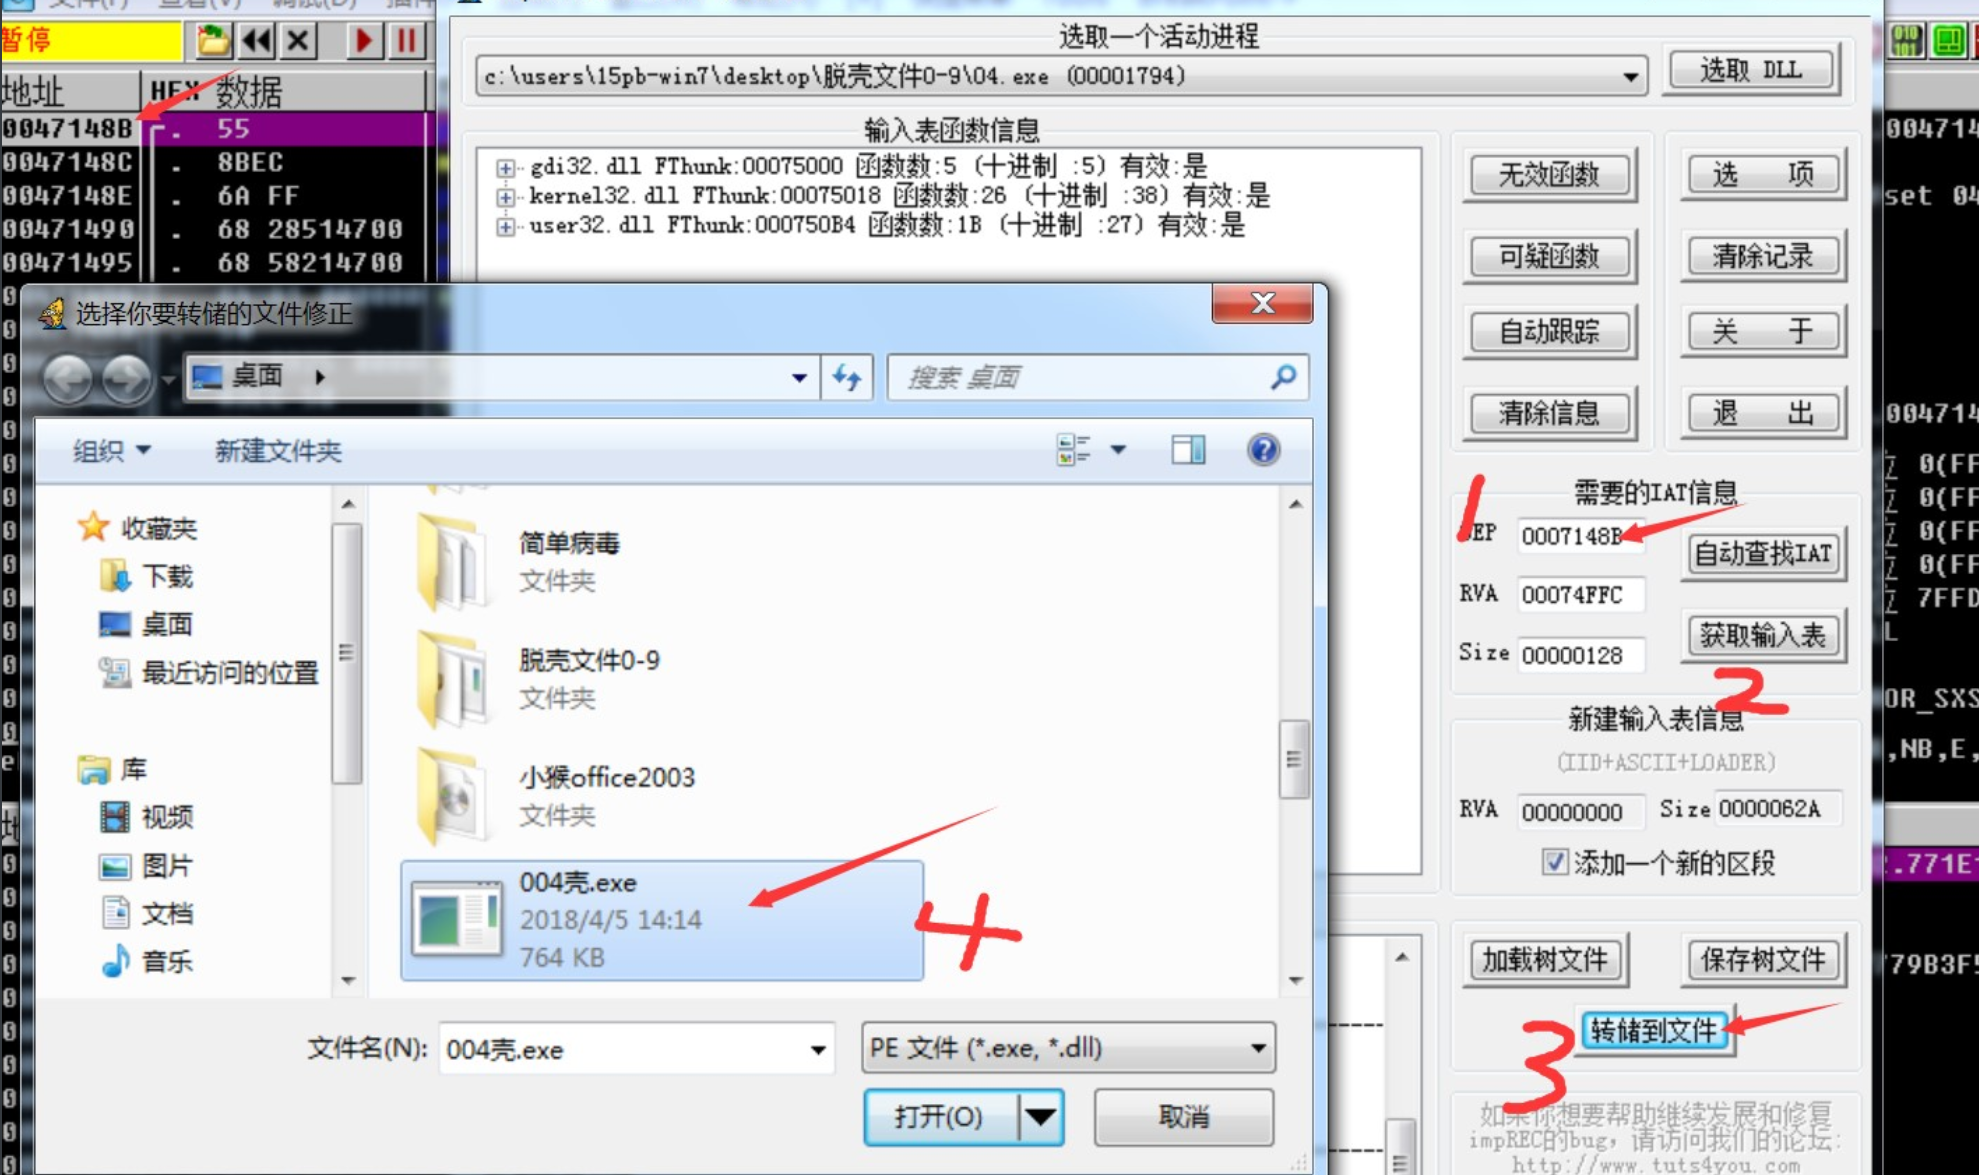 文件(F) 查看(V) 调试(D) 插件
暂停
地址 HEX 数据
0047148B . 55
0047148C . 8BEC
0047148E . 6A FF
00471490 . 68 28514700
00471495 . 68 58214700
选取一个活动进程
c:\users\15pb-win7\desktop\脱壳文件0-9\04.exe (00001794)
选取 DLL
输入表函数信息
gdi32.dll FThunk:00075000 函数数:5 (十进制 :5) 有效:是
kernel32.dll FThunk:00075018 函数数:26 (十进制 :38) 有效:是
user32.dll FThunk:000750B4 函数数:1B (十进制 :27) 有效:是
无效函数
选 项
可疑函数
清除记录
自动跟踪
关 于
清除信息
退 出
需要的IAT信息
1
OEP 0007148B
自动查找IAT
RVA 00074FFC
获取输入表
Size 00000128
2
新建输入表信息
(IID+ASCII+LOADER)
RVA 00000000 Size 0000062A
添加一个新的区段
加载树文件
保存树文件
3
转储到文件
如果你想要帮助继续发展和修复
impREC的bug, 请访问我们的论坛:
http://www.tuts4you.com
选择你要转储的文件修正
桌面
搜索 桌面
组织
新建文件夹
收藏夹
下载
桌面
最近访问的位置
库
视频
图片
文档
音乐
简单病毒
文件夹
脱壳文件0-9
文件夹
小猴office2003
文件夹
004壳.exe
2018/4/5 14:14
764 KB
4
文件名(N): 004壳.exe
PE 文件 (*.exe, *.dll)
打开(O)
取消
004714
set 04
004714
0(FF
0(FF
0(FF
0(FF
7FFD
L
OR_SXS
,NB,E,
.771E
79B3F